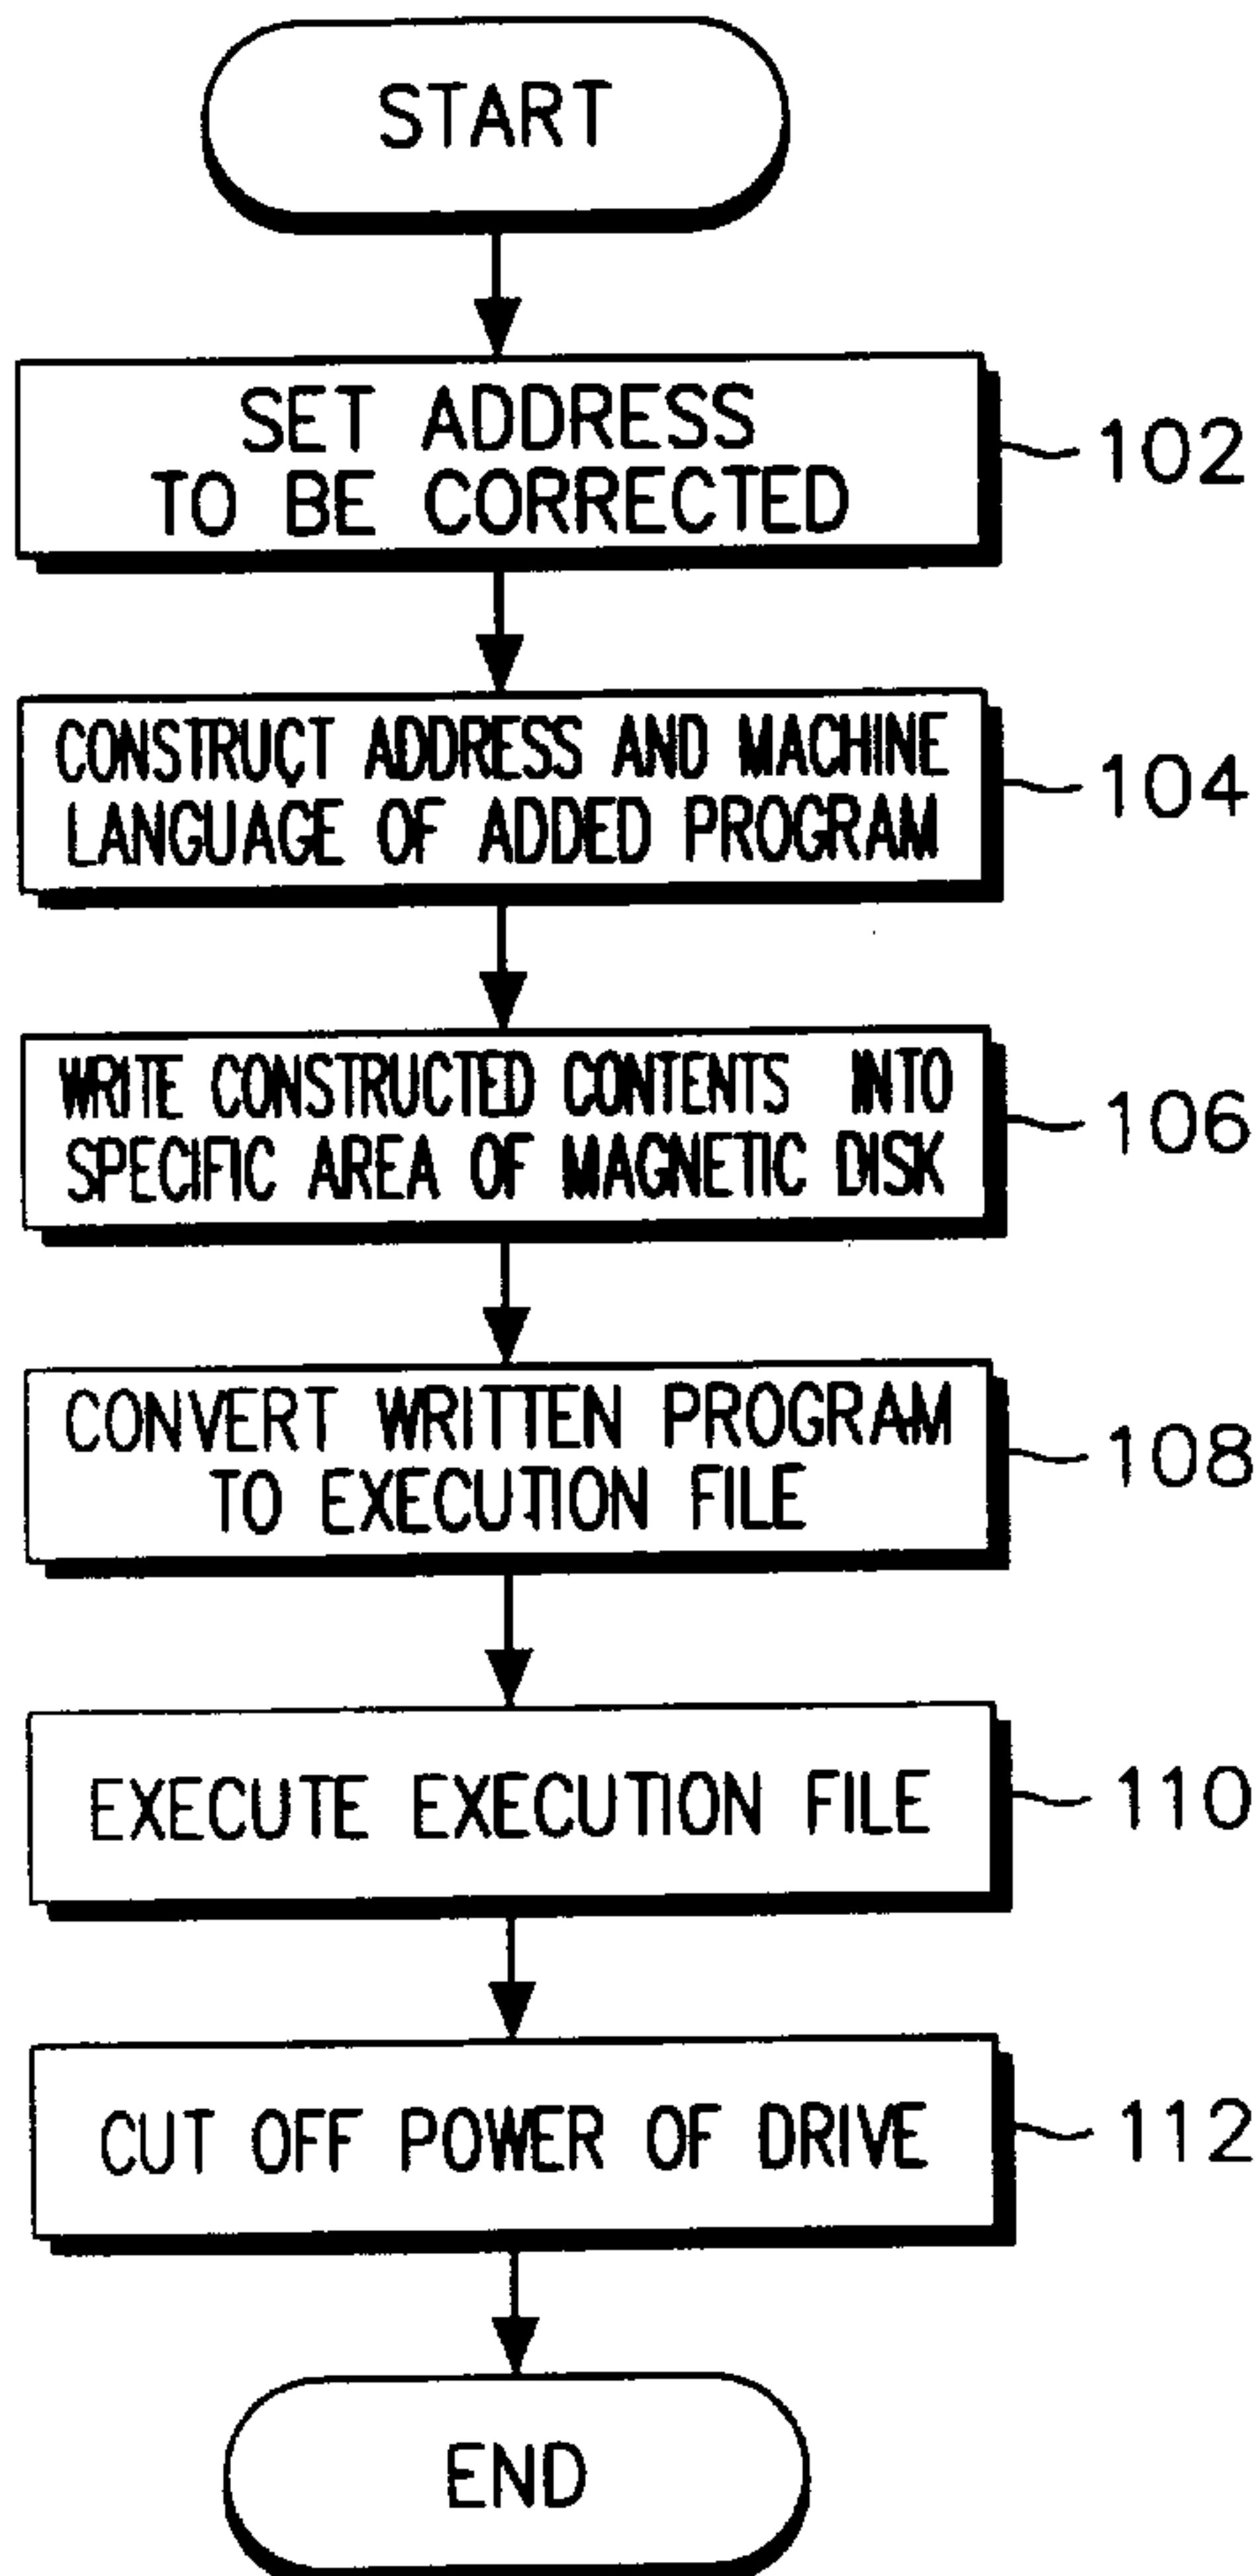 START
SET ADDRESS
TO BE CORRECTED
102
CONSTRUCT ADDRESS AND MACHINE
LANGUAGE OF ADDED PROGRAM
104
WRITE CONSTRUCTED CONTENTS INTO
SPECIFIC AREA OF MAGNETIC DISK
106
CONVERT WRITTEN PROGRAM
TO EXECUTION FILE
108
EXECUTE EXECUTION FILE
110
CUT OFF POWER OF DRIVE
112
END